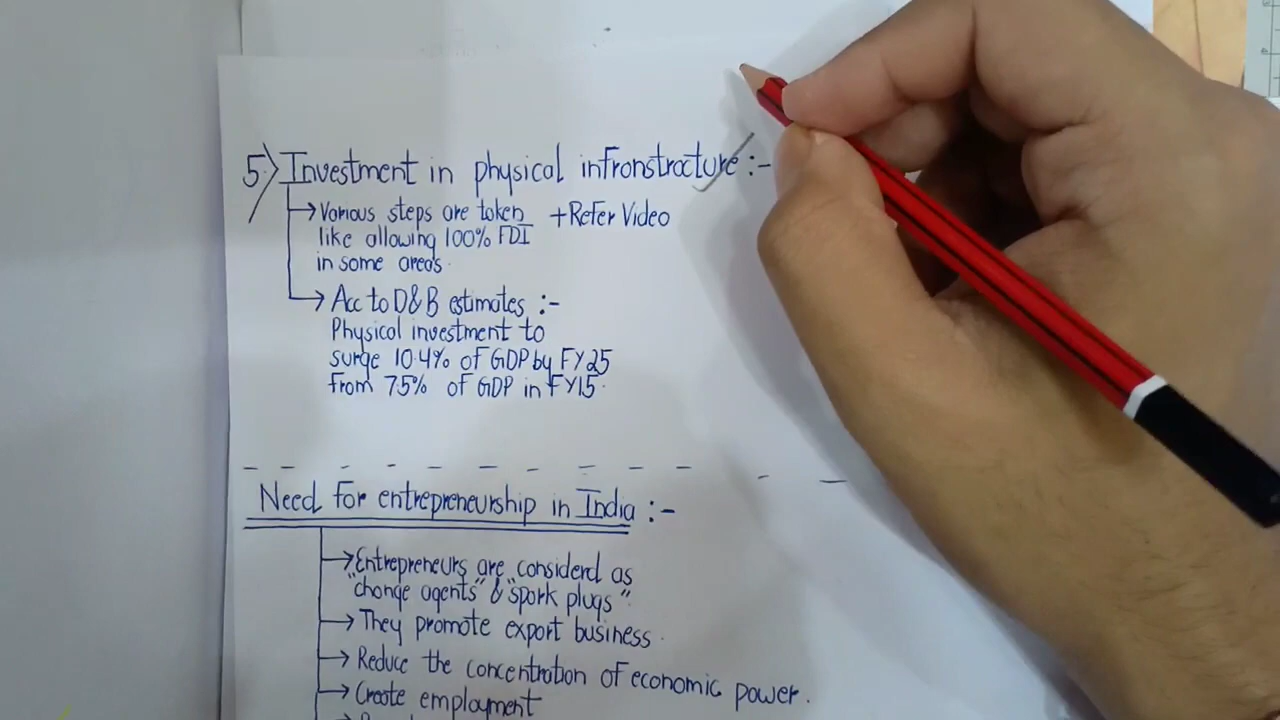 5.> Investment in physical infronstracture :-
→ Various steps are taken + Refer Video
like allowing 100% FDI
in some areas.
→ Acc to D&B estimates :-
Physical investment to
surge 10.4% of GDP by FY25
from 7.5% of GDP in FY15.
Need for entrepreneurship in India :-
→ Entrepreneurs are considerd as
"change agents" & "spark plugs".
→ They promote export business.
→ Reduce the concentration of economic power.
→ Create employment